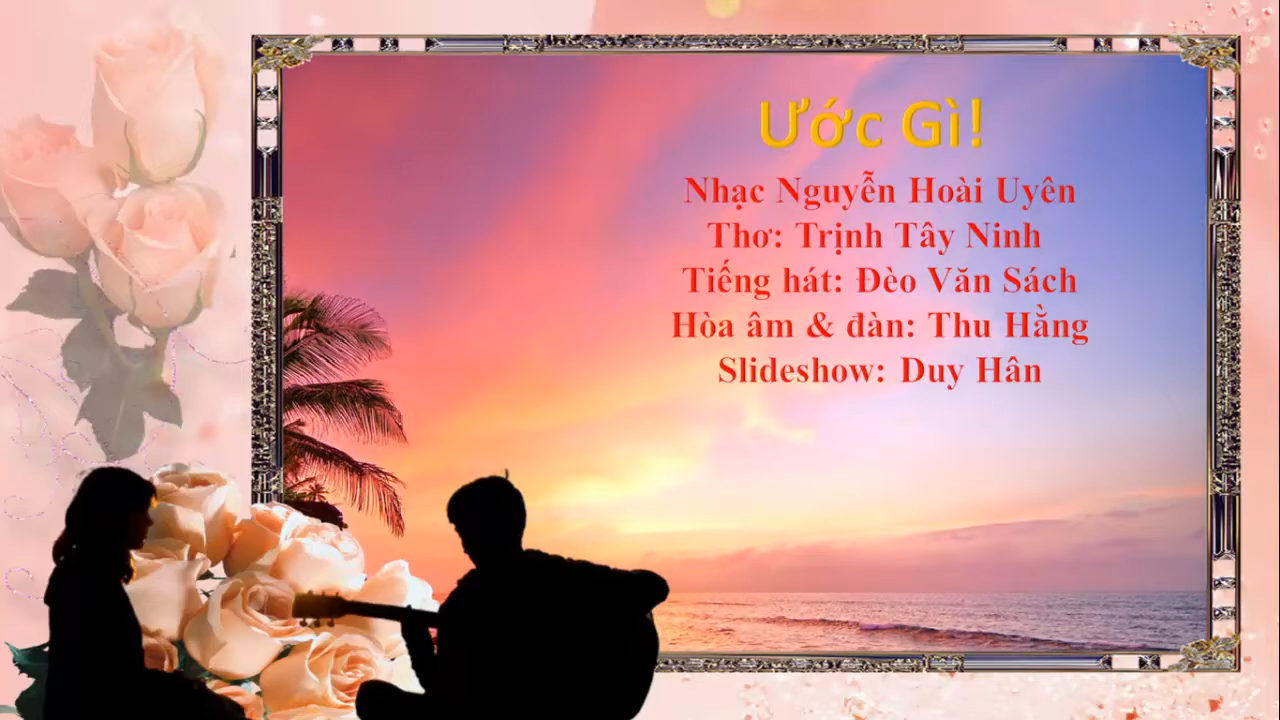 Ước Gì!
Nhạc Nguyễn Hoài Uyên
Thơ: Trịnh Tây Ninh
Tiếng hát: Đèo Văn Sách
Hòa âm & đàn: Thu Hằng
Slideshow: Duy Hân